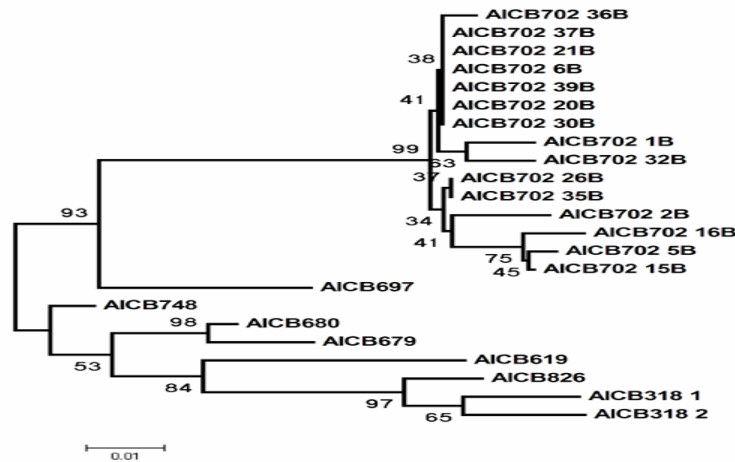 AICB702 36B
AICB702 37B
AICB702 21B
38
AICB702 6B
AICB702 39B
41
AICB702 20B
AICB702 30B
AICB702 1B
99
63
AICB702 32B
37
AICB702 26B
AICB702 35B
34
AICB702 2B
41
AICB702 16B
AICB702 5B
75
45
AICB702 15B
93
AICB697
AICB748
98
AICB680
AICB679
53
AICB619
84
AICB826
97
AICB318 1
65
AICB318 2
0.01